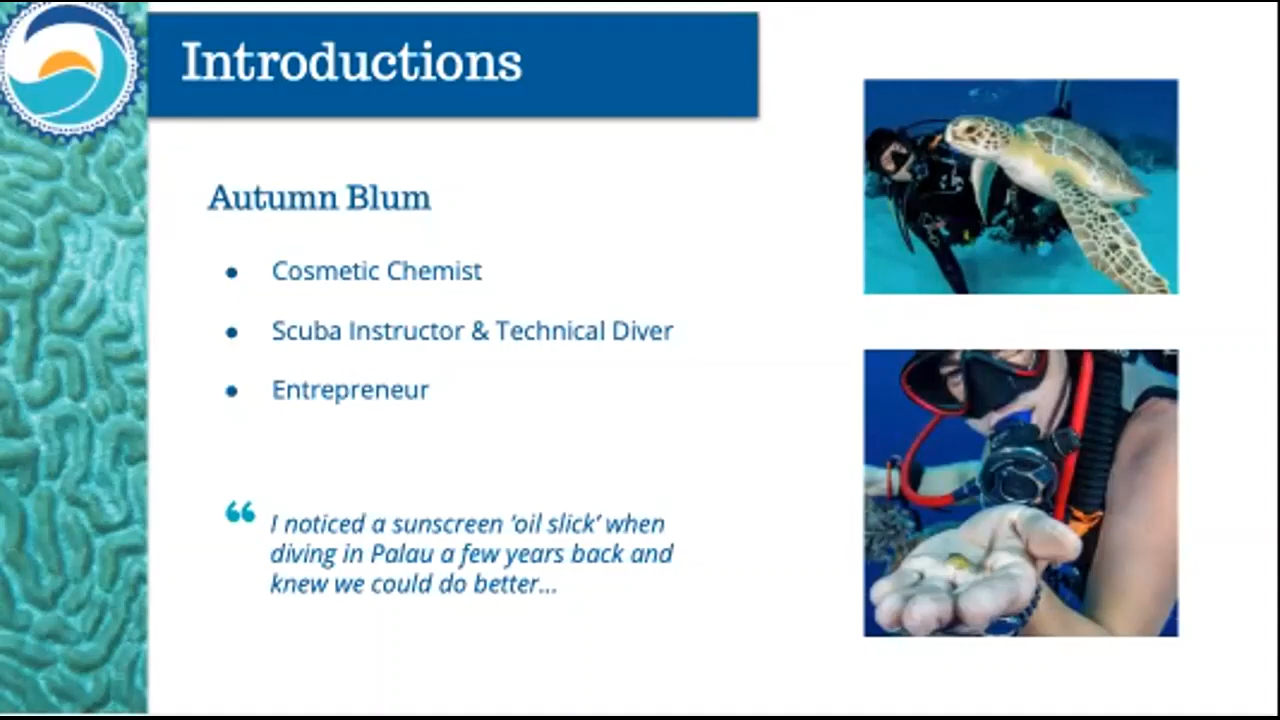 Introductions
Autumn Blum
• Cosmetic Chemist
• Scuba Instructor & Technical Diver
• Entrepreneur
“ I noticed a sunscreen ‘oil slick’ when
diving in Palau a few years back and
knew we could do better...